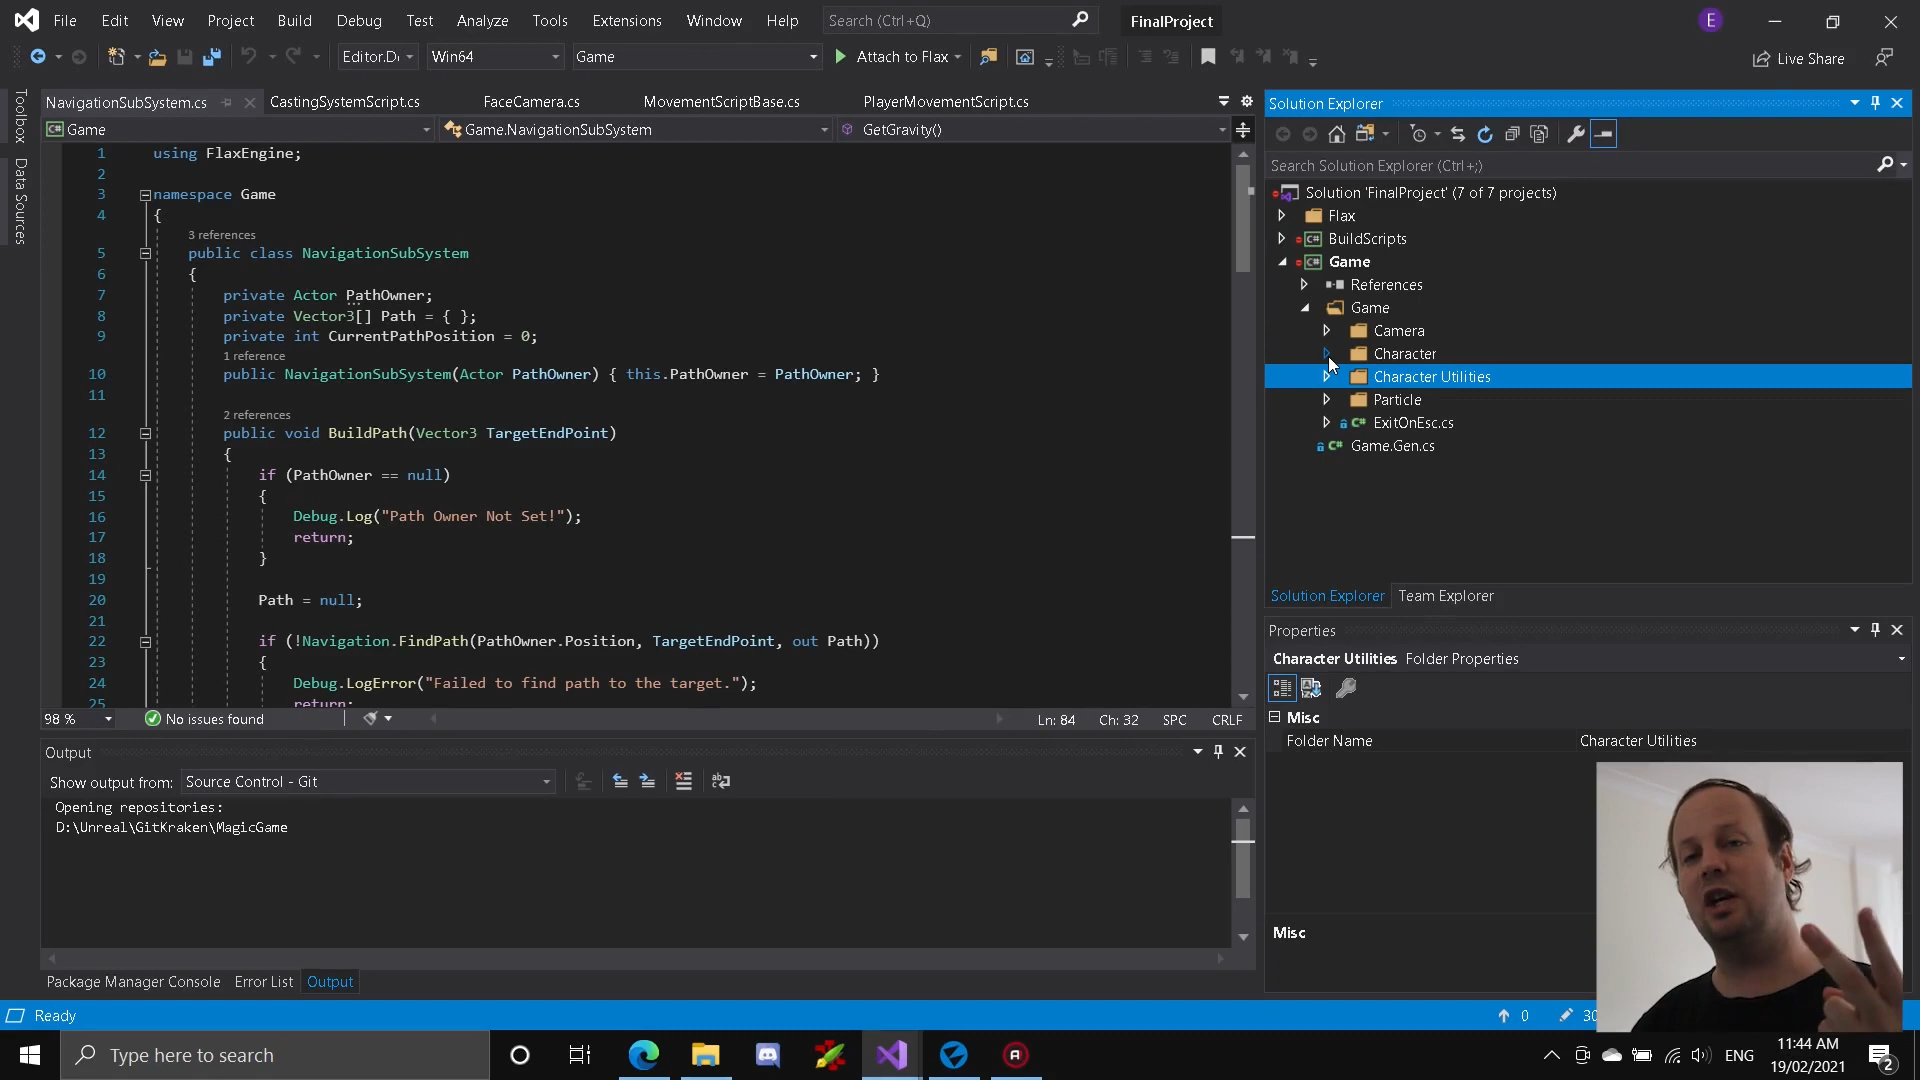 File Edit View Project Build Debug Test Analyze Tools Extensions Window Help Search (Ctrl+Q) FinalProject E
Editor.D Win64 Game Attach to Flax Live Share
Toolbox
Data Sources
NavigationSubSystem.cs CastingSystemScript.cs FaceCamera.cs MovementScriptBase.cs PlayerMovementScript.cs
Game Game.NavigationSubSystem GetGravity()
1 using FlaxEngine;
2
3 namespace Game
4 {
3 references
5 public class NavigationSubSystem
6 {
7 private Actor PathOwner;
8 private Vector3[] Path = { };
9 private int CurrentPathPosition = 0;
1 reference
10 public NavigationSubSystem(Actor PathOwner) { this.PathOwner = PathOwner; }
11
2 references
12 public void BuildPath(Vector3 TargetEndPoint)
13 {
14 if (PathOwner == null)
15 {
16 Debug.Log("Path Owner Not Set!");
17 return;
18 }
19
20 Path = null;
21
22 if (!Navigation.FindPath(PathOwner.Position, TargetEndPoint, out Path))
23 {
24 Debug.LogError("Failed to find path to the target.");
25 return;
98 % No issues found Ln: 84 Ch: 32 SPC CRLF
Output
Show output from: Source Control - Git
Opening repositories:
D:\Unreal\GitKraken\MagicGame
Package Manager Console Error List Output
Solution Explorer
Search Solution Explorer (Ctrl+;)
Solution 'FinalProject' (7 of 7 projects)
Flax
C# BuildScripts
C# Game
References
Game
Camera
Character
Character Utilities
Particle
C# ExitOnEsc.cs
C# Game.Gen.cs
Solution Explorer Team Explorer
Properties
Character Utilities Folder Properties
Misc
Folder Name Character Utilities
Misc
Ready 0 30
Type here to search ENG 11:44 AM
19/02/2021 2